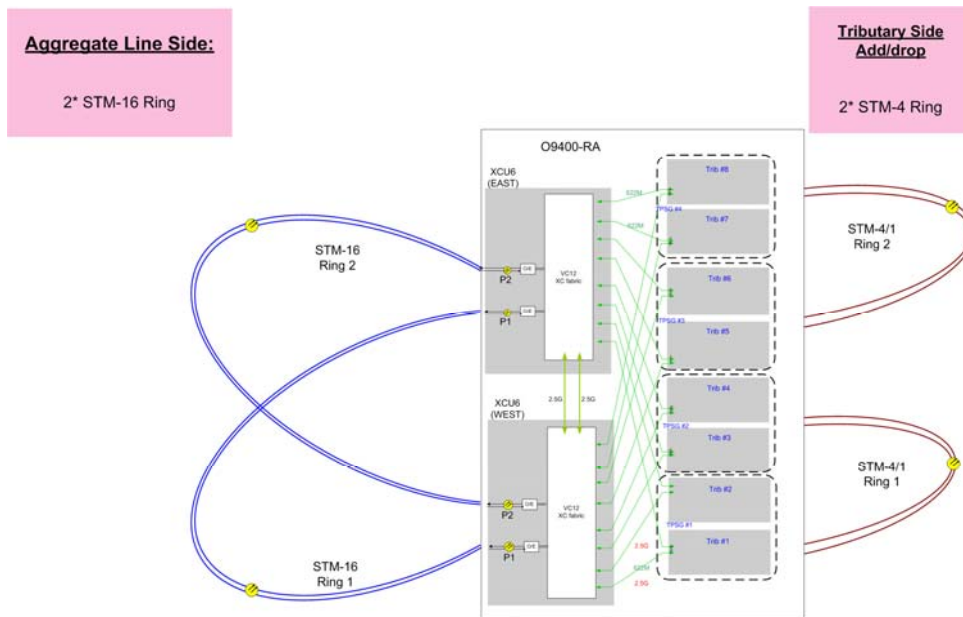 Aggregate Line Side:
2* STM-16 Ring
Tributary Side
Add/drop
2* STM-4 Ring
O9400-RA
XCU6
(EAST)
STM-16
Ring 2
P2
O/E
P1
O/E
VC12
XC fabric
622M
622M
Trib #8
TPSG #4
Trib #7
Trib #6
TPSG #3
Trib #5
STM-4/1
Ring 2
2.5G
2.5G
XCU6
(WEST)
Trib #4
TPSG #2
Trib #3
P2
O/E
P1
O/E
VC12
XC fabric
Trib #2
TPSG #1
Trib #1
2.5G
622M
2.5G
STM-4/1
Ring 1
STM-16
Ring 1